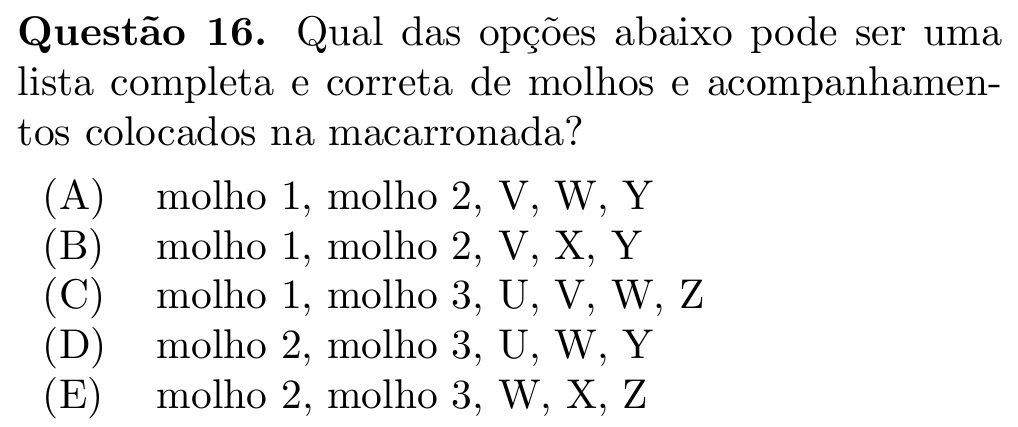 Questão 16. Qual das opções abaixo pode ser uma
lista completa e correta de molhos e acompanhamen-
tos colocados na macarronada?
(A) molho 1, molho 2, V, W, Y
(B) molho 1, molho 2, V, X, Y
(C) molho 1, molho 3, U, V, W, Z
(D) molho 2, molho 3, U, W, Y
(E) molho 2, molho 3, W, X, Z